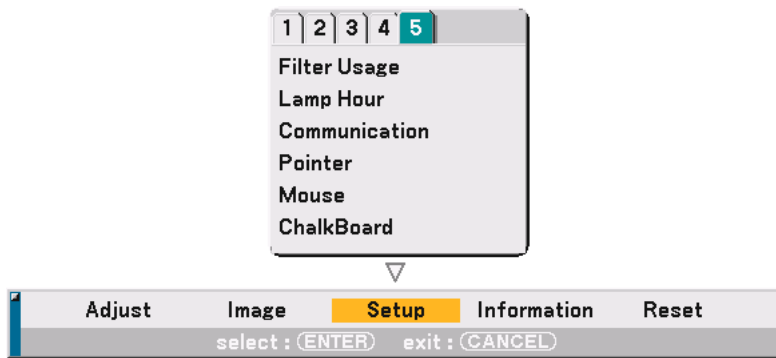 1 2 3 4 5
Filter Usage
Lamp Hour
Communication
Pointer
Mouse
ChalkBoard
Adjust Image Setup Information Reset
select : ENTER exit : CANCEL